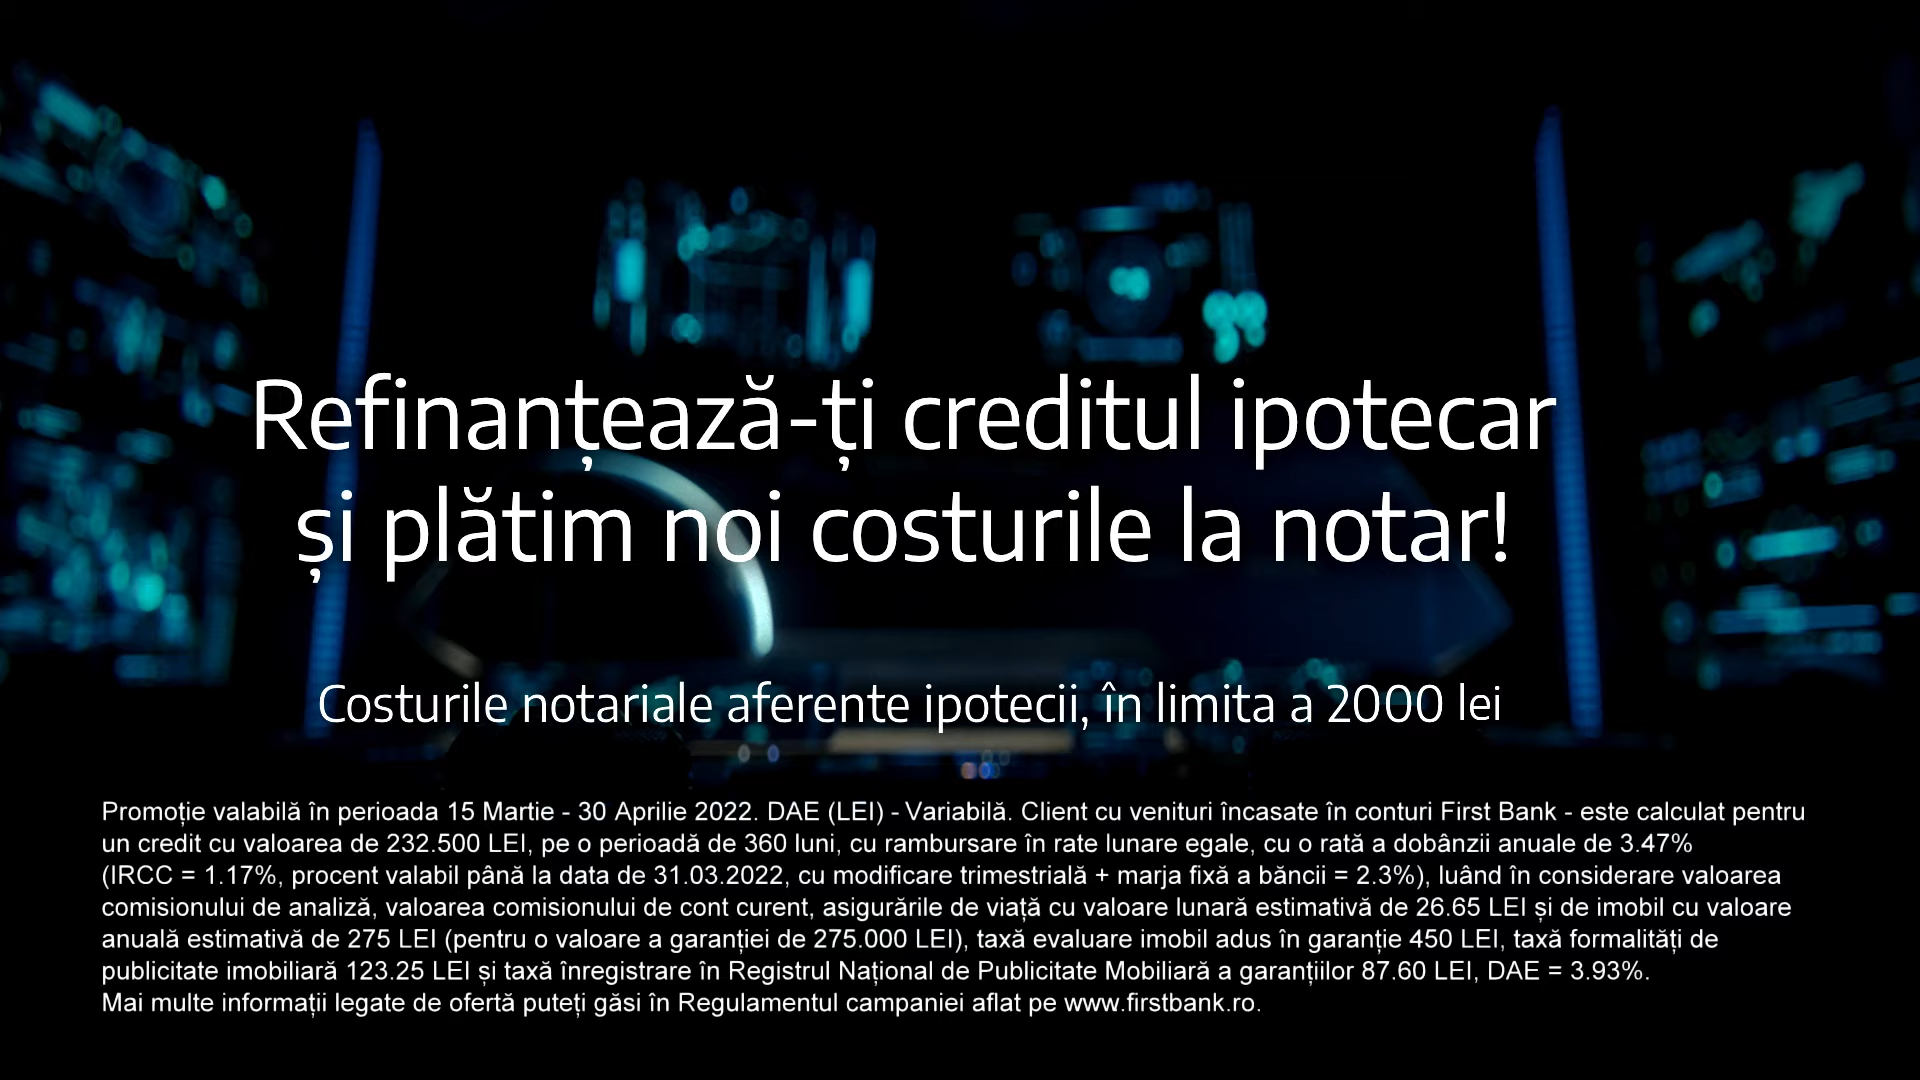 Refinanțează-ți creditul ipotecar
și plătim noi costurile la notar!
Costurile notariale aferente ipotecii, în limita a 2000 lei
Promoție valabilă în perioada 15 Martie - 30 Aprilie 2022. DAE (LEI) - Variabilă. Client cu venituri încasate în conturi First Bank - este calculat pentru
un credit cu valoarea de 232.500 LEI, pe o perioadă de 360 luni, cu rambursare în rate lunare egale, cu o rată a dobânzii anuale de 3.47%
(IRCC = 1.17%, procent valabil până la data de 31.03.2022, cu modificare trimestrială + marja fixă a băncii = 2.3%), luând în considerare valoarea
comisionului de analiză, valoarea comisionului de cont curent, asigurările de viață cu valoare lunară estimativă de 26.65 LEI și de imobil cu valoare
anuală estimativă de 275 LEI (pentru o valoare a garanției de 275.000 LEI), taxă evaluare imobil adus în garanție 450 LEI, taxă formalități de
publicitate imobiliară 123.25 LEI și taxă înregistrare în Registrul Național de Publicitate Mobiliară a garanțiilor 87.60 LEI, DAE = 3.93%.
Mai multe informații legate de ofertă puteți găsi în Regulamentul campaniei aflat pe www.firstbank.ro.